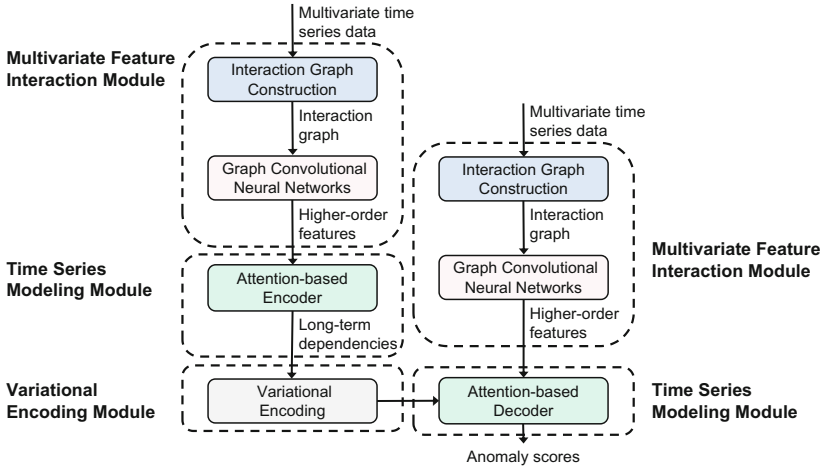 Multivariate time
series data
Multivariate Feature
Interaction Module
Interaction Graph
Construction
Interaction
graph
Graph Convolutional
Neural Networks
Higher-order
features
Time Series
Modeling Module
Attention-based
Encoder
Long-term
dependencies
Variational
Encoding Module
Variational
Encoding
Multivariate time
series data
Interaction Graph
Construction
Interaction
graph
Multivariate Feature
Interaction Module
Graph Convolutional
Neural Networks
Higher-order
features
Attention-based
Decoder
Time Series
Modeling Module
Anomaly scores